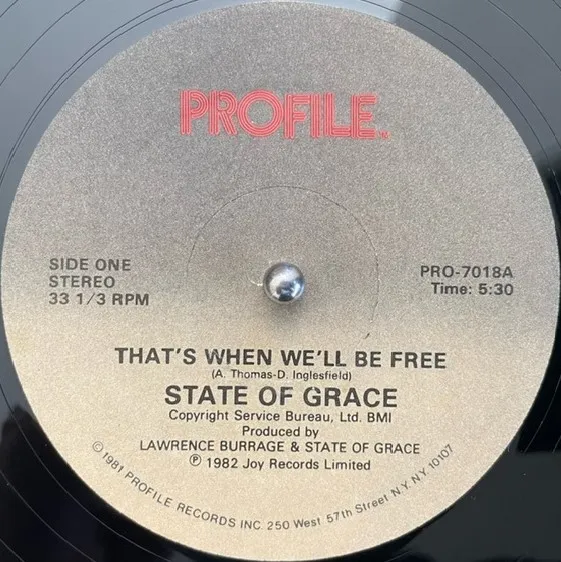 PROFILE TM
SIDE ONE
STEREO
33 1/3 RPM
PRO-7018A
Time: 5:30
THAT'S WHEN WE'LL BE FREE
(A. Thomas-D. Inglesfield)
STATE OF GRACE
Copyright Service Bureau, Ltd. BMI
Produced by
LAWRENCE BURRAGE & STATE OF GRACE
℗ 1982 Joy Records Limited
© 1981 PROFILE RECORDS INC. 250 West 57th Street N.Y. N.Y. 10107